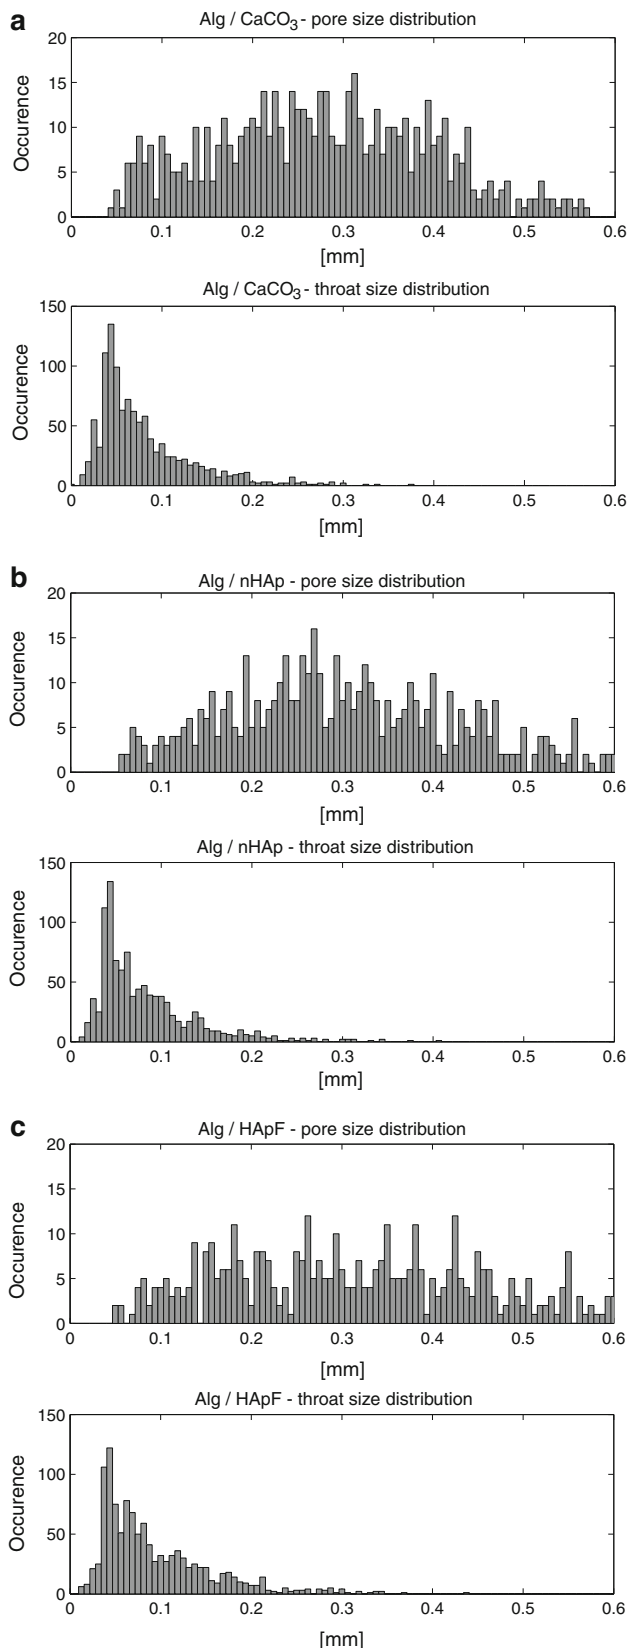 a
Alg / CaCO3 - pore size distribution
20
15
10
5
0
Occurence
0 0.1 0.2 0.3 0.4 0.5 0.6
[mm]
Alg / CaCO3 - throat size distribution
150
100
50
0
Occurence
0 0.1 0.2 0.3 0.4 0.5 0.6
[mm]
b
Alg / nHAp - pore size distribution
20
15
10
5
0
Occurence
0 0.1 0.2 0.3 0.4 0.5 0.6
[mm]
Alg / nHAp - throat size distribution
150
100
50
0
Occurence
0 0.1 0.2 0.3 0.4 0.5 0.6
[mm]
c
Alg / HApF - pore size distribution
20
15
10
5
0
Occurence
0 0.1 0.2 0.3 0.4 0.5 0.6
[mm]
Alg / HApF - throat size distribution
150
100
50
0
Occurence
0 0.1 0.2 0.3 0.4 0.5 0.6
[mm]